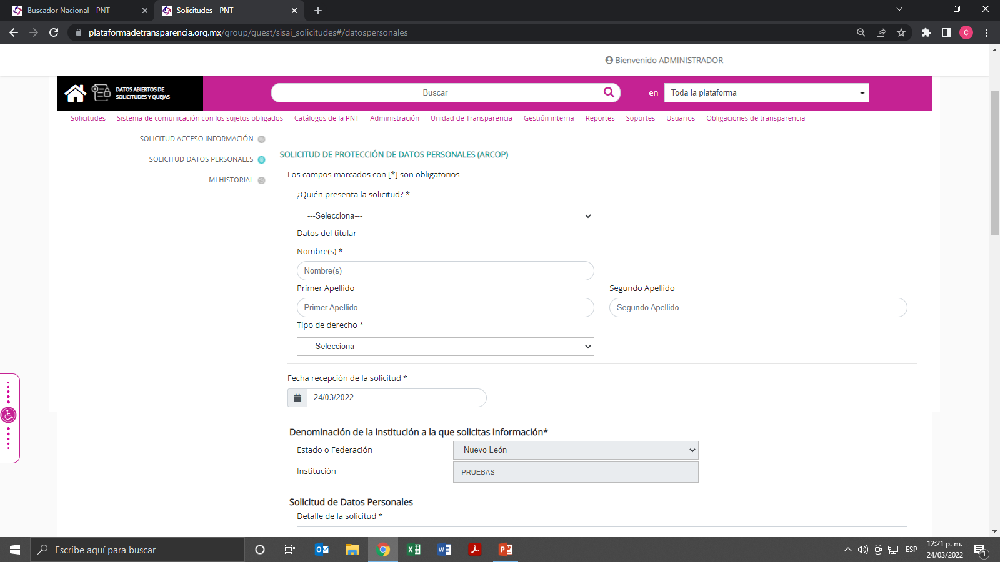 Buscador Nacional - PNT
Solicitudes - PNT
plataformadetransparencia.org.mx/group/guest/sisai_solicitudes#/datospersonales
C
Bienvenido ADMINISTRADOR
DATOS ABIERTOS DE
SOLICITUDES Y QUEJAS
Buscar
en
Toda la plataforma
Solicitudes Sistema de comunicación con los sujetos obligados Catálogos de la PNT Administración Unidad de Transparencia Gestión interna Reportes Soportes Usuarios Obligaciones de transparencia
SOLICITUD ACCESO INFORMACIÓN
SOLICITUD DATOS PERSONALES
MI HISTORIAL
SOLICITUD DE PROTECCIÓN DE DATOS PERSONALES (ARCOP)
Los campos marcados con [*] son obligatorios
¿Quién presenta la solicitud? *
---Selecciona---
Datos del titular
Nombre(s) *
Nombre(s)
Primer Apellido
Segundo Apellido
Primer Apellido
Segundo Apellido
Tipo de derecho *
---Selecciona---
Fecha recepción de la solicitud *
24/03/2022
Denominación de la institución a la que solicitas información*
Estado o Federación
Nuevo León
Institución
PRUEBAS
Solicitud de Datos Personales
Detalle de la solicitud *
Escribe aquí para buscar
ESP
12:21 p. m.
24/03/2022
1